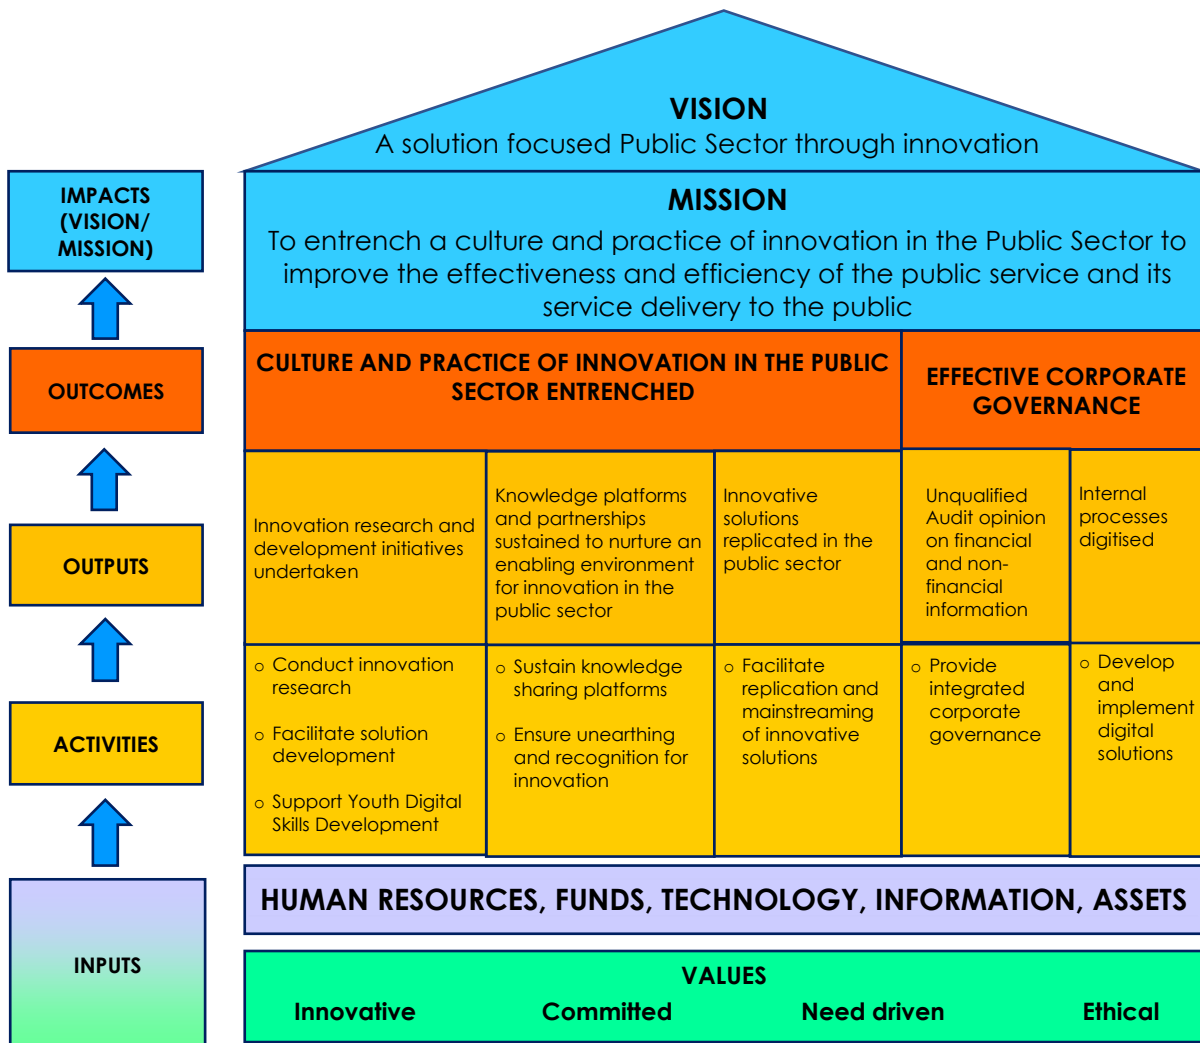 VISION
A solution focused Public Sector through innovation
IMPACTS
(VISION/
MISSION)
MISSION
To entrench a culture and practice of innovation in the Public Sector to
improve the effectiveness and efficiency of the public service and its
service delivery to the public
OUTCOMES
CULTURE AND PRACTICE OF INNOVATION IN THE PUBLIC
SECTOR ENTRENCHED
EFFECTIVE CORPORATE
GOVERNANCE
OUTPUTS
Innovation research and
development initiatives
undertaken
Knowledge platforms
and partnerships
sustained to nurture an
enabling environment
for innovation in the
public sector
Innovative
solutions
replicated in the
public sector
Unqualified
Audit opinion
on financial
and non-
financial
information
Internal
processes
digitised
ACTIVITIES
o Conduct innovation
research
o Facilitate solution
development
o Support Youth Digital
Skills Development
o Sustain knowledge
sharing platforms
o Ensure unearthing
and recognition for
innovation
o Facilitate
replication and
mainstreaming
of innovative
solutions
o Provide
integrated
corporate
governance
o Develop
and
implement
digital
solutions
INPUTS
HUMAN RESOURCES, FUNDS, TECHNOLOGY, INFORMATION, ASSETS
VALUES
Innovative Committed Need driven Ethical